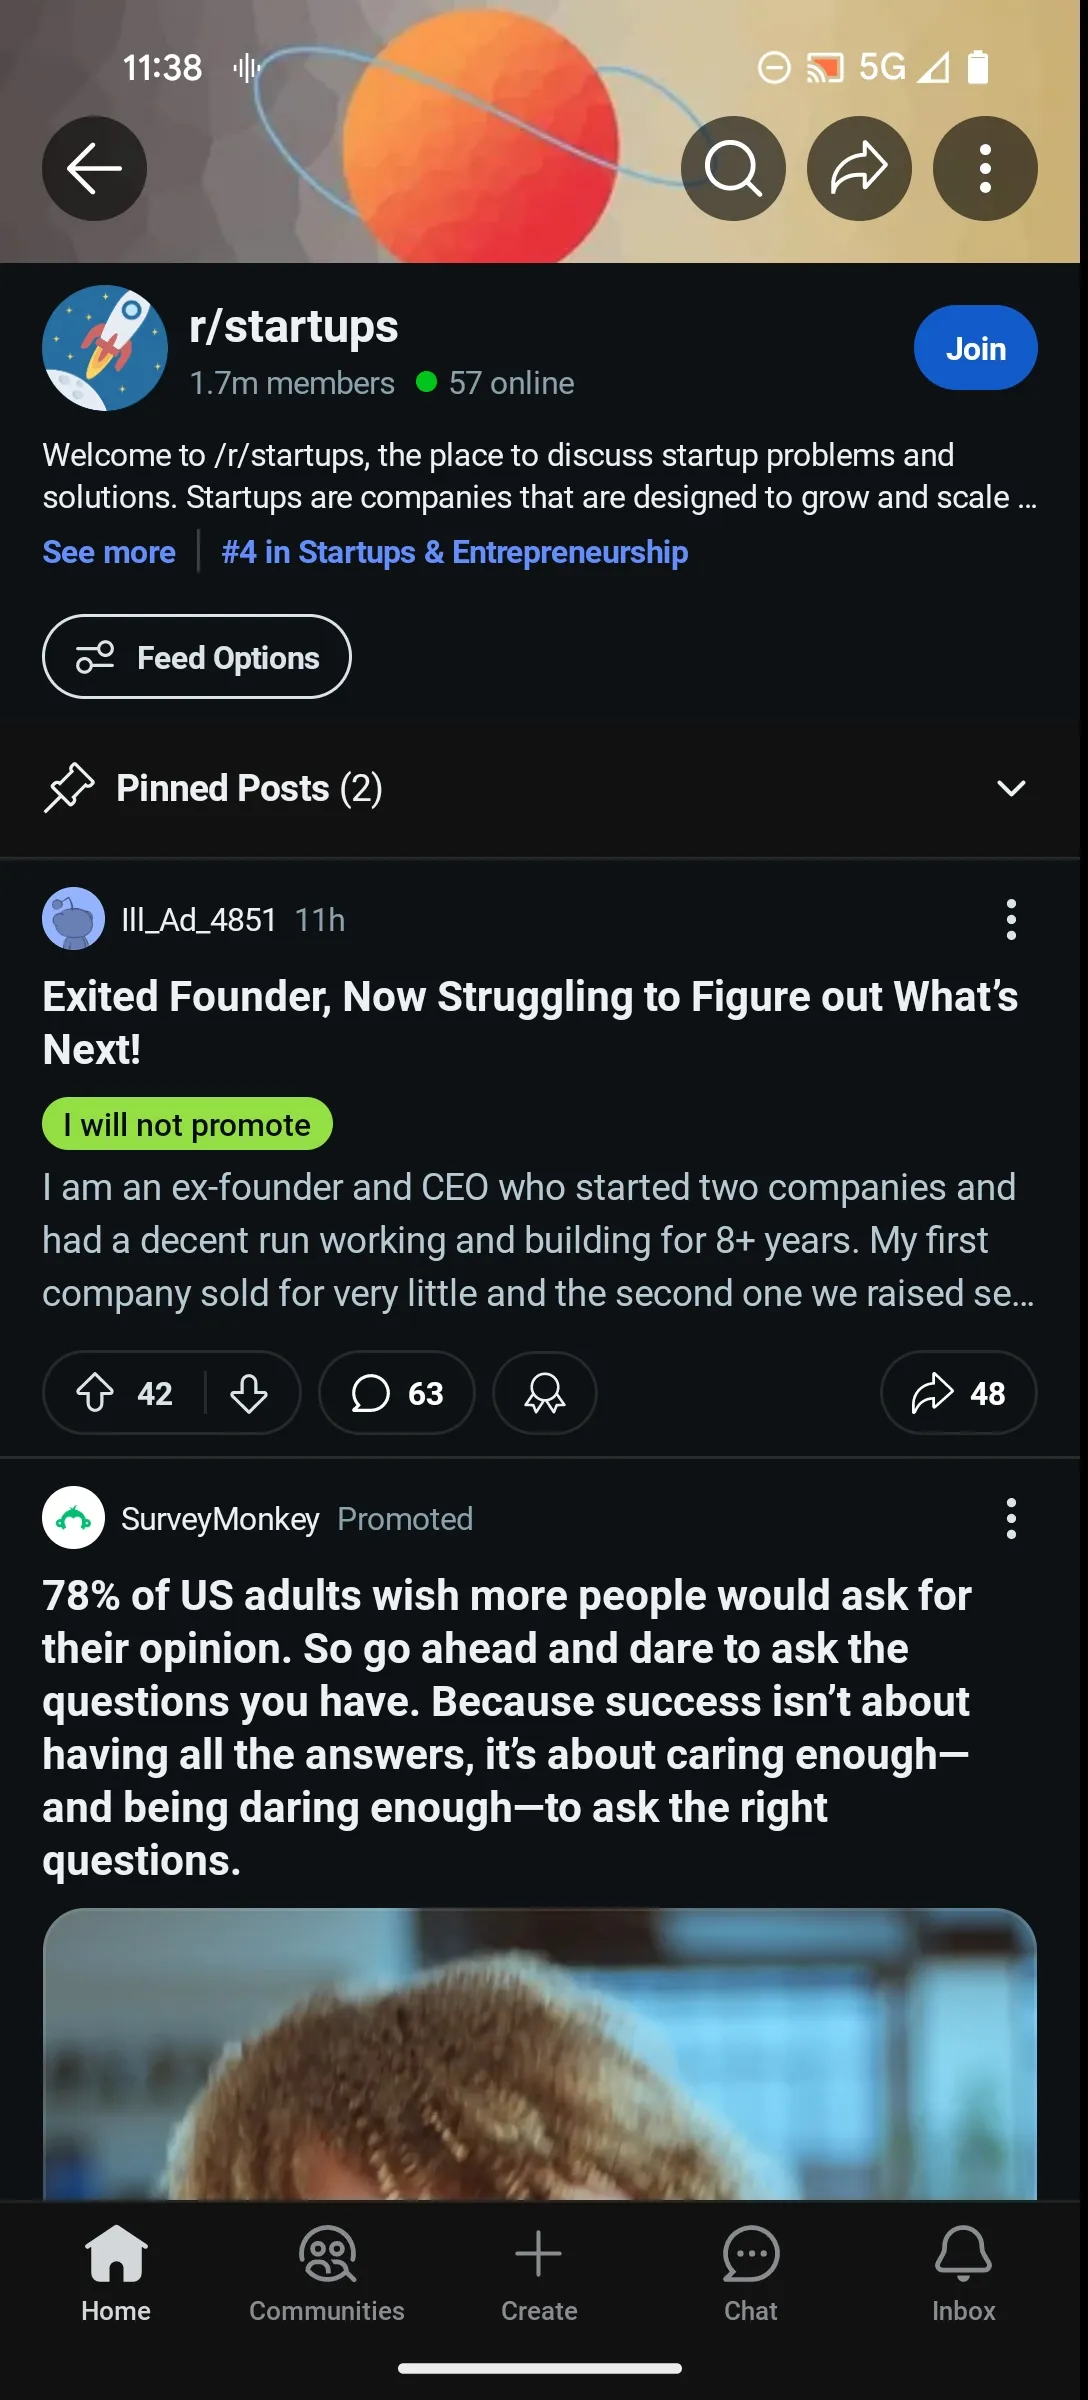 11:38
5G
r/startups
Join
1.7m members
57 online
Welcome to /r/startups, the place to discuss startup problems and
solutions. Startups are companies that are designed to grow and scale ...
See more
#4 in Startups & Entrepreneurship
Feed Options
Pinned Posts (2)
Ill_Ad_4851 11h
Exited Founder, Now Struggling to Figure out What’s
Next!
I will not promote
I am an ex-founder and CEO who started two companies and
had a decent run working and building for 8+ years. My first
company sold for very little and the second one we raised se...
42
63
48
SurveyMonkey Promoted
78% of US adults wish more people would ask for
their opinion. So go ahead and dare to ask the
questions you have. Because success isn’t about
having all the answers, it’s about caring enough—
and being daring enough—to ask the right
questions.
Home
Communities
Create
Chat
Inbox